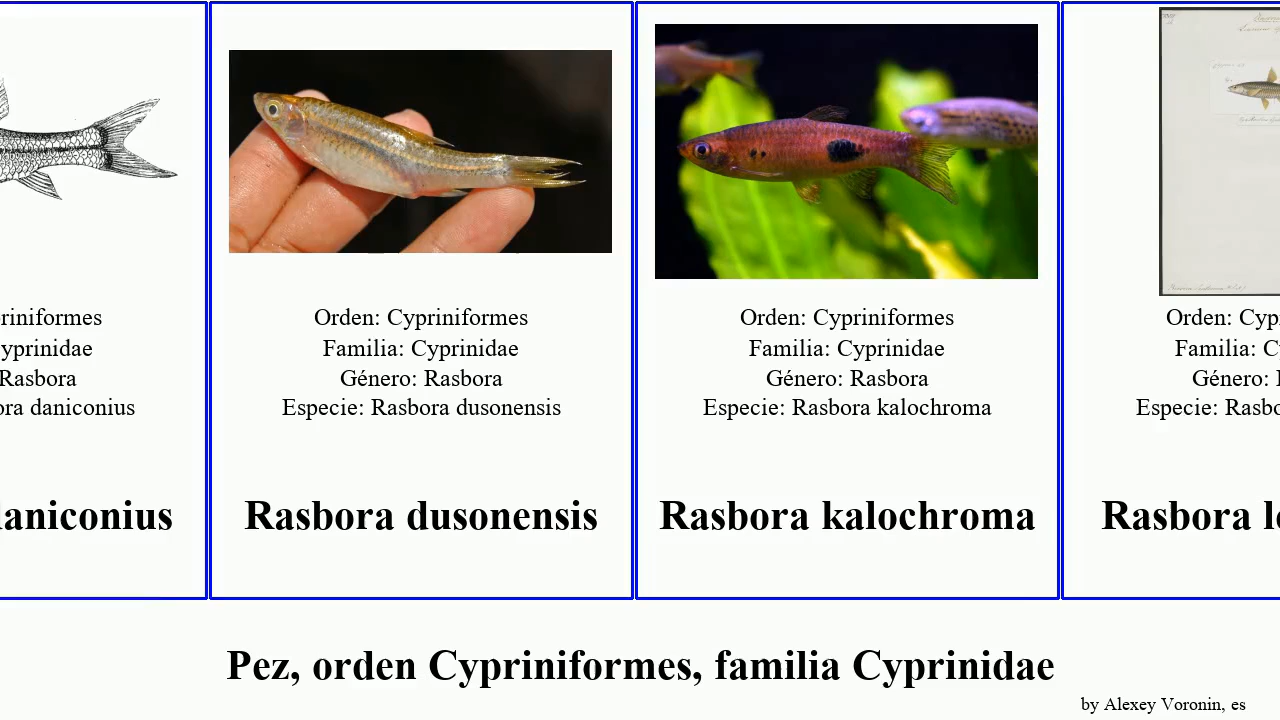 riniformes
yprinidae
Rasbora
ra daniconius
daniconius
Orden: Cypriniformes
Familia: Cyprinidae
Género: Rasbora
Especie: Rasbora dusonensis
Rasbora dusonensis
Orden: Cypriniformes
Familia: Cyprinidae
Género: Rasbora
Especie: Rasbora kalochroma
Rasbora kalochroma
Orden: Cyp
Familia: C
Género:
Especie: Rasb
Rasbora l
Pez, orden Cypriniformes, familia Cyprinidae
by Alexey Voronin, es